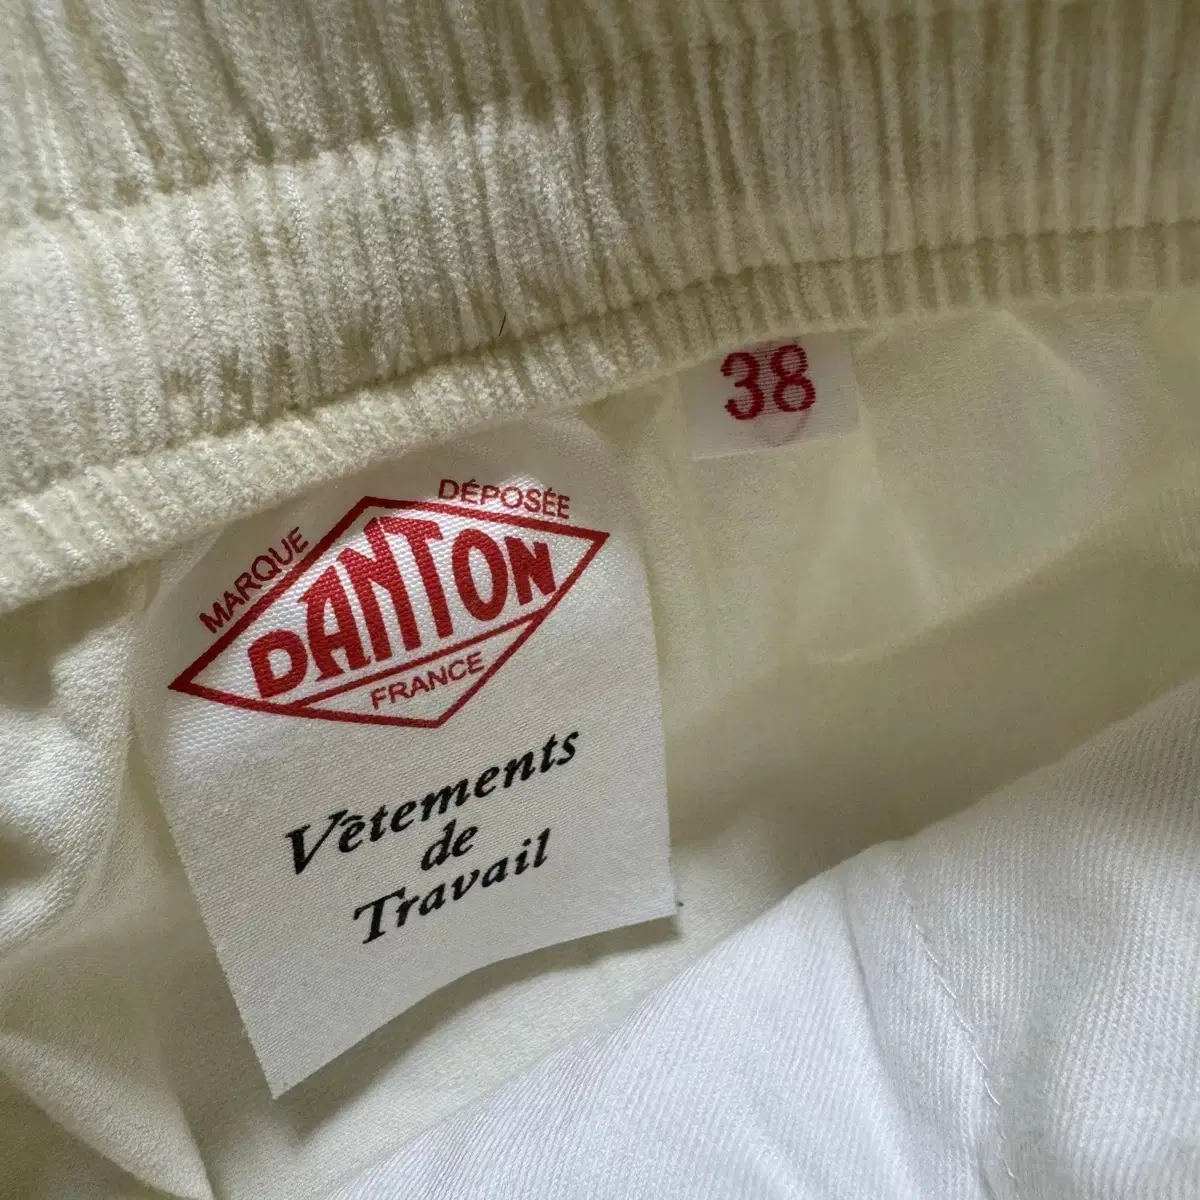 38
MARQUE DÉPOSÉE
DANTON
FRANCE
Vêtements
de
Travail